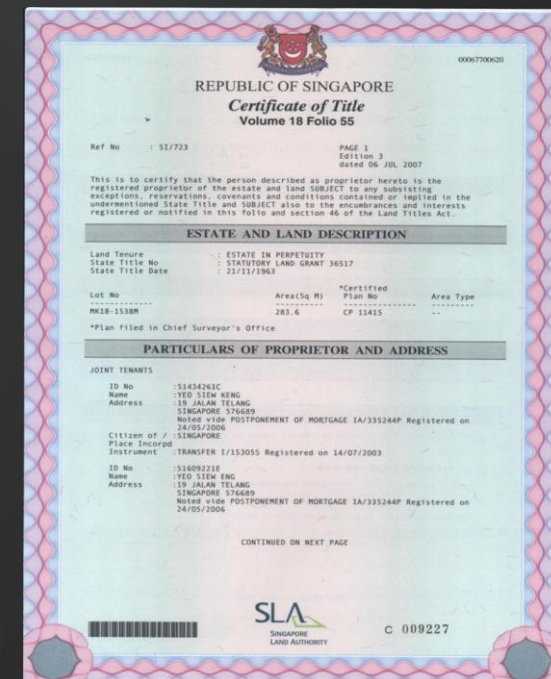 00067700620
REPUBLIC OF SINGAPORE
Certificate of Title
Volume 18 Folio 55
Ref No : SI/723 PAGE 1
Edition 3
dated 06 JUL 2007
This is to certify that the person described as proprietor hereto is the
registered proprietor of the estate and land SUBJECT to any subsisting
exceptions, reservations, covenants and conditions contained or implied in the
undermentioned State Title and SUBJECT also to the encumbrances and interests
registered or notified in this folio and section 46 of the Land Titles Act.
ESTATE AND LAND DESCRIPTION
Land Tenure : ESTATE IN PERPETUITY
State Title No : STATUTORY LAND GRANT 36517
State Title Date : 21/11/1963
*Certified
Lot No Area(Sq M) Plan No Area Type
MK18-1538M 283.6 CP 11415 --
*Plan filed in Chief Surveyor's Office
PARTICULARS OF PROPRIETOR AND ADDRESS
JOINT TENANTS
ID No :S1434261C
Name :YEO SIEW KENG
Address :19 JALAN TELANG
SINGAPORE 576689
Noted vide POSTPONEMENT OF MORTGAGE IA/335244P Registered on
24/05/2006
Citizen of / :SINGAPORE
Place Incorpd
Instrument :TRANSFER I/15305S Registered on 14/07/2003
ID No :S1609221E
Name :YEO SIEW ENG
Address :19 JALAN TELANG
SINGAPORE 576689
Noted vide POSTPONEMENT OF MORTGAGE IA/335244P Registered on
24/05/2006
CONTINUED ON NEXT PAGE
SLA
SINGAPORE
LAND AUTHORITY
C 009227